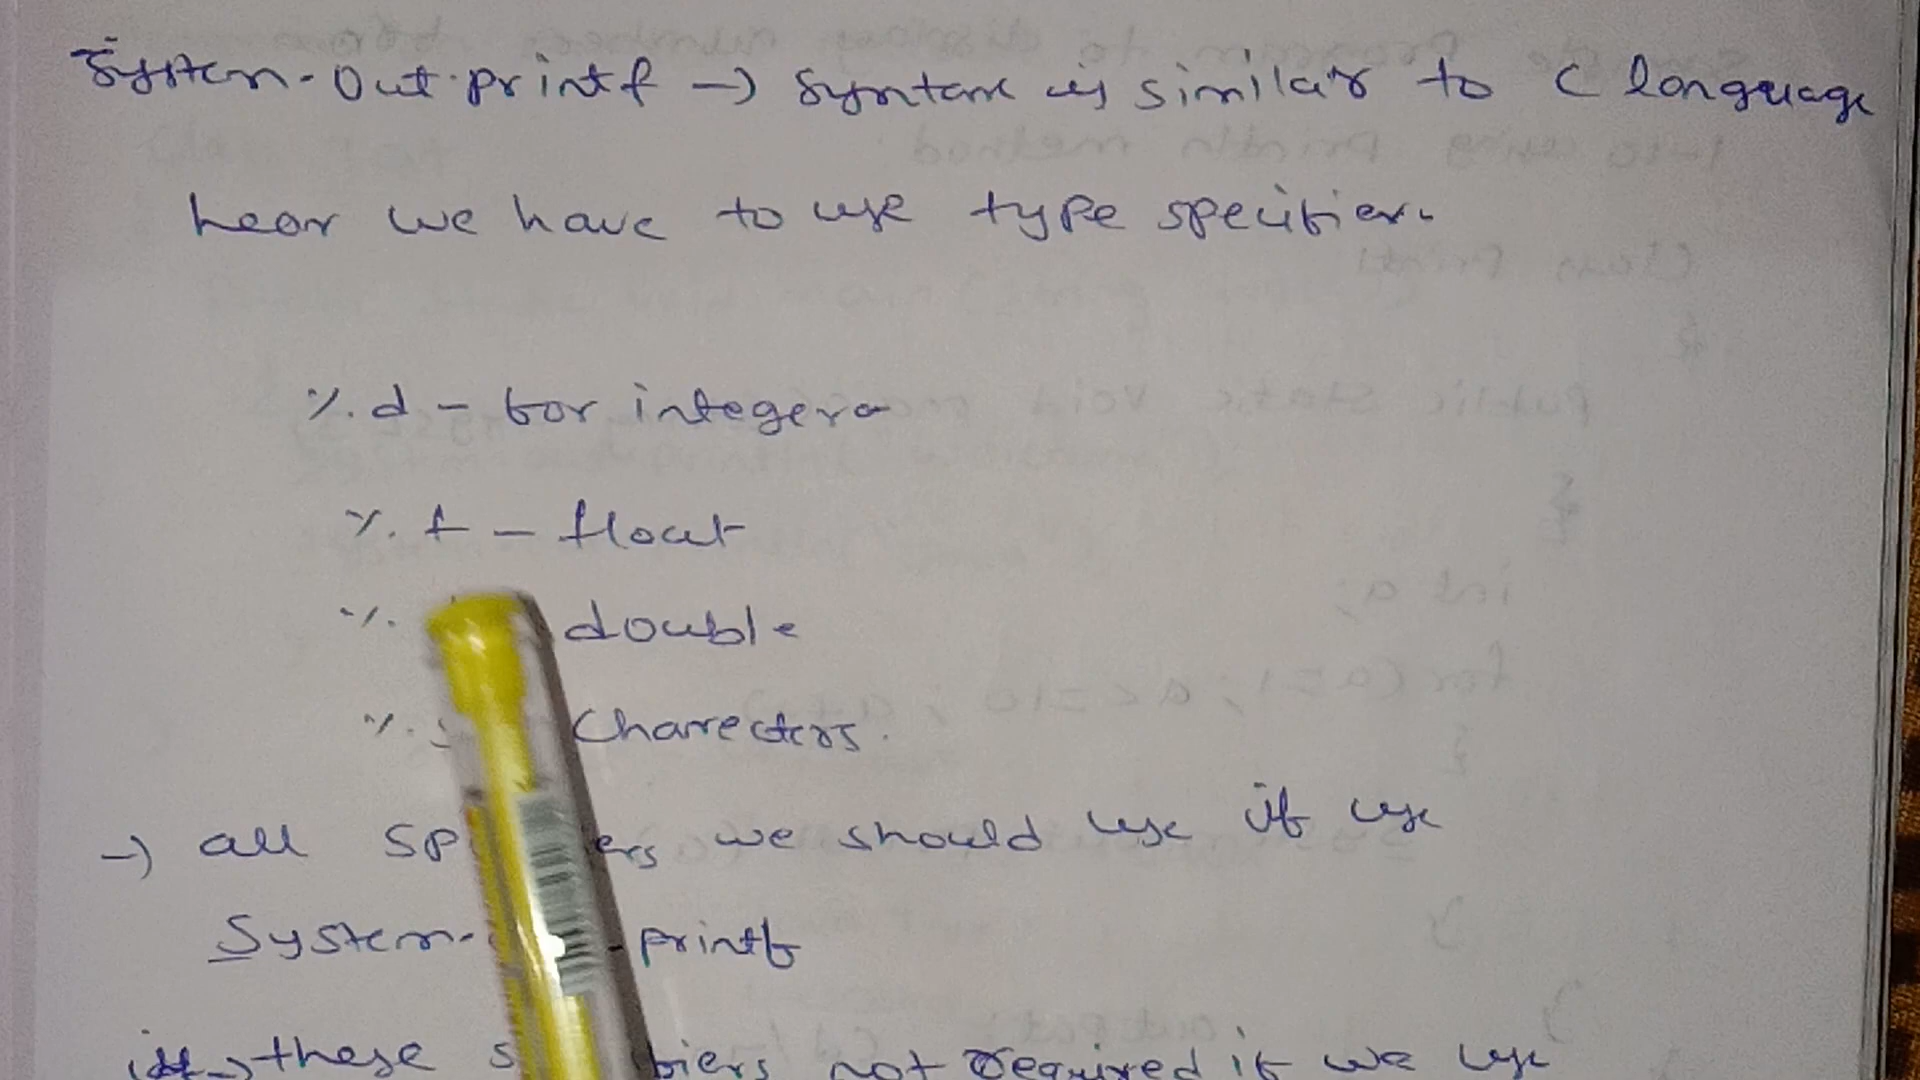 System.out.printf → syntax is similar to C language
hear we have to use type specifier.
%d - for integers
%f - float
%. double
%s Charecters.
→ all we should use if use
System. .printf
these not required if we use